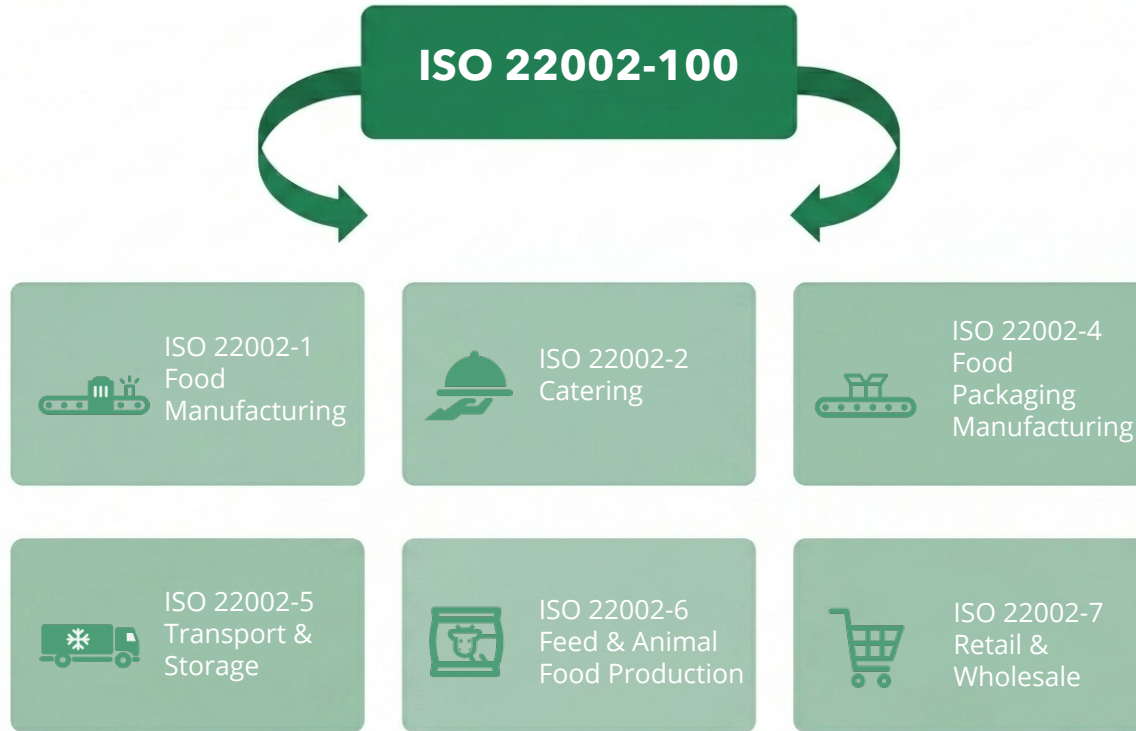 ISO 22002-100
ISO 22002-1
Food
Manufacturing
ISO 22002-2
Catering
ISO 22002-4
Food
Packaging
Manufacturing
ISO 22002-5
Transport &
Storage
ISO 22002-6
Feed & Animal
Food Production
ISO 22002-7
Retail &
Wholesale